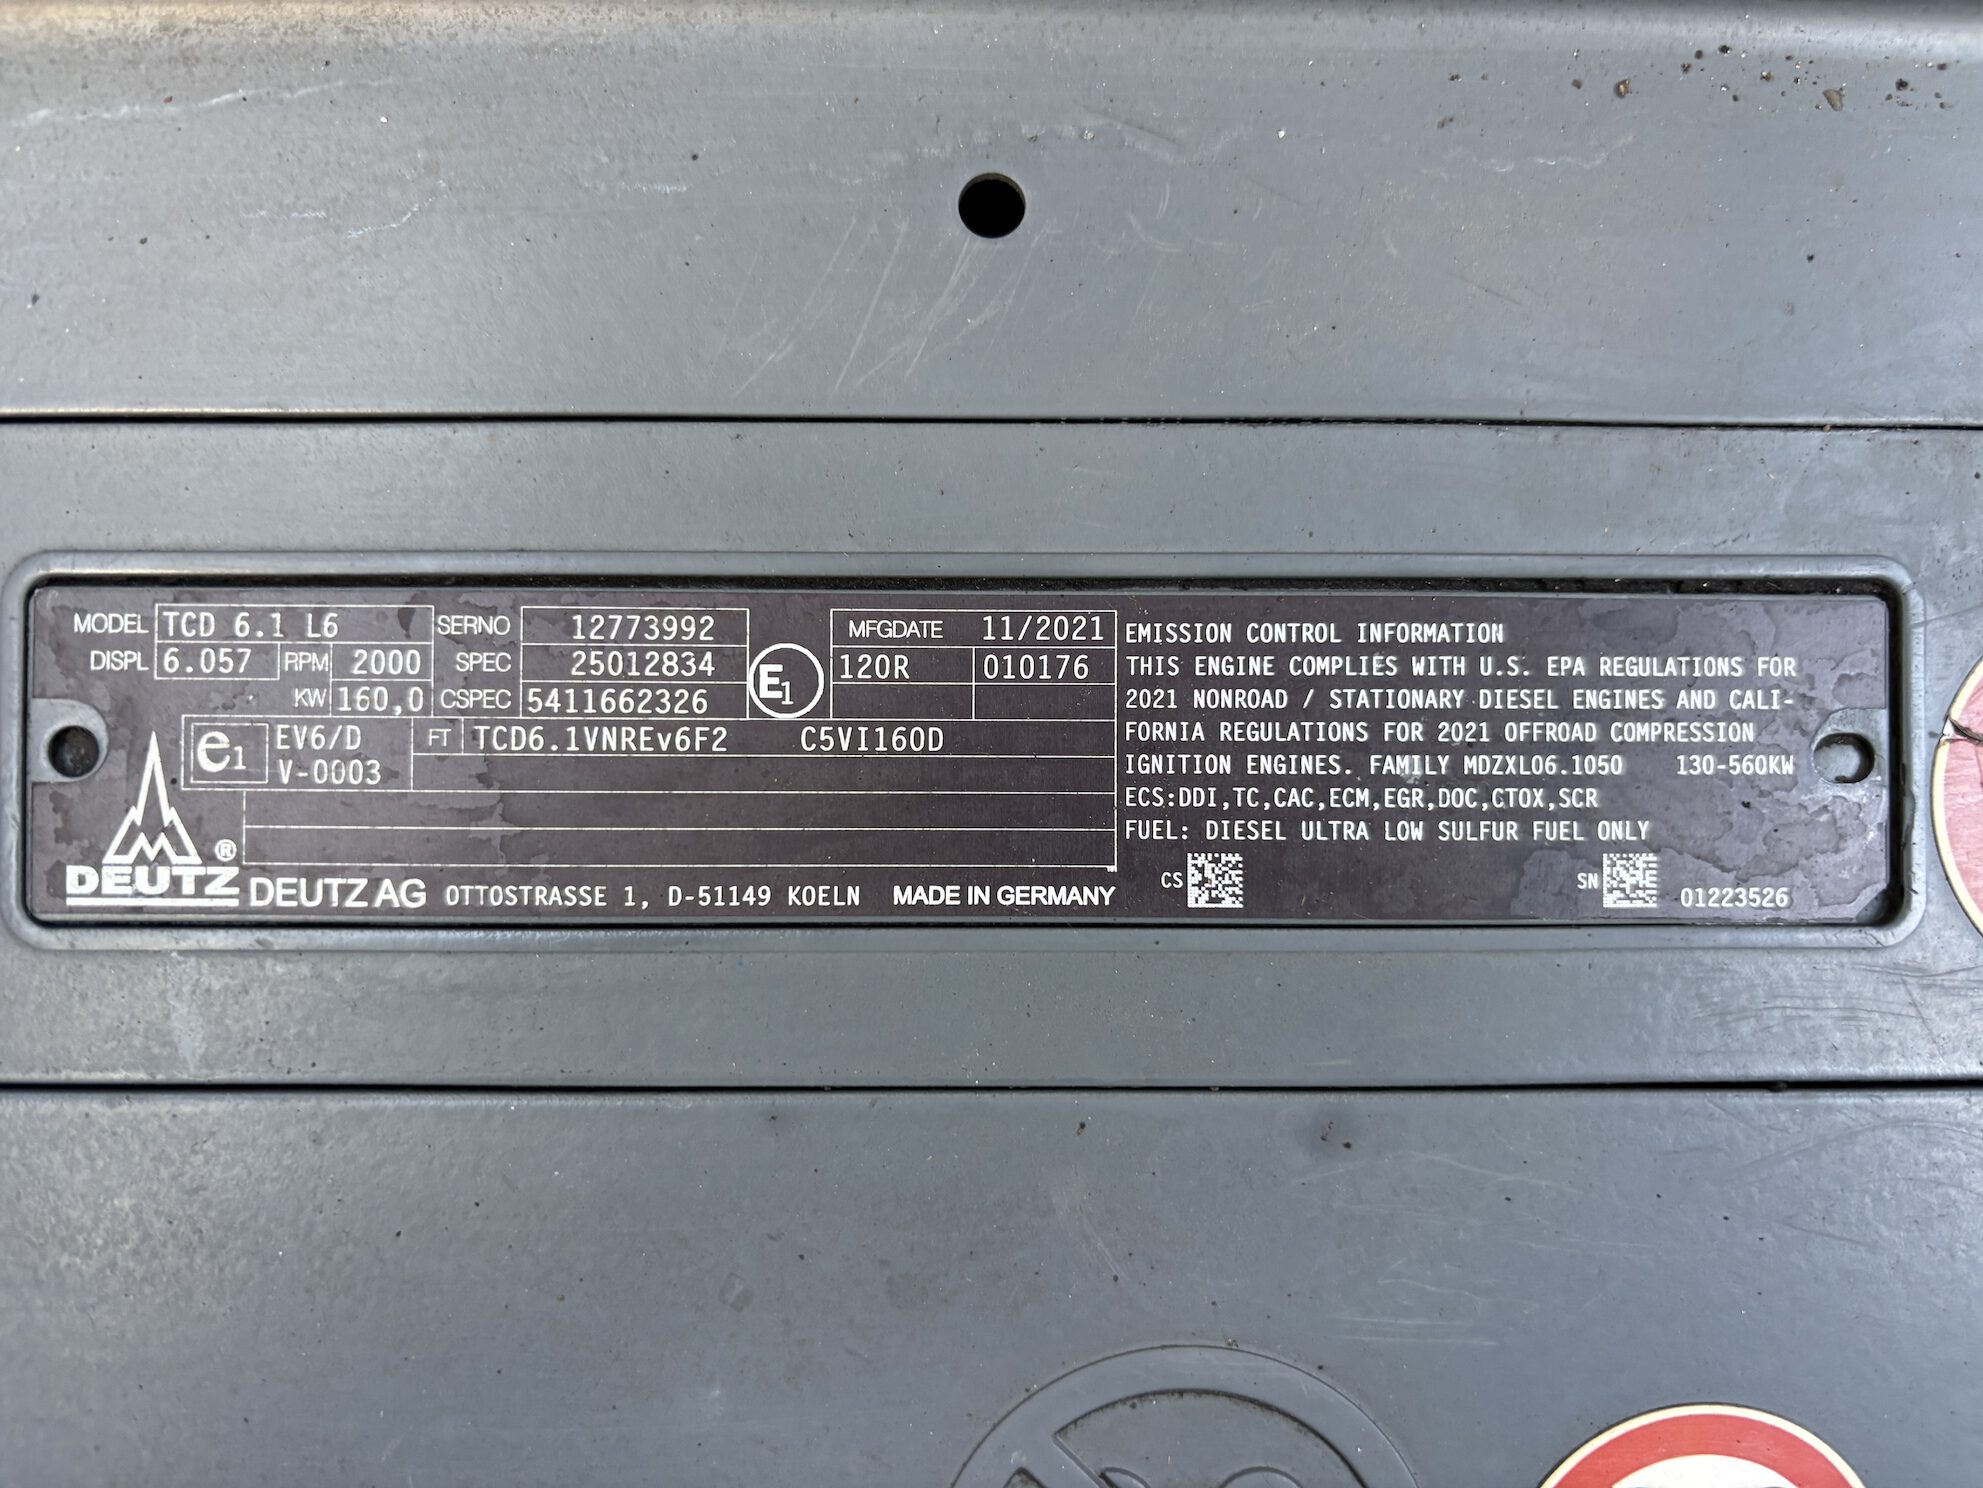 MODEL TCD 6.1 L6 SERNO 12773992 MFGDATE 11/2021
DISPL 6.057 RPM 2000 SPEC 25012834 E1 120R 010176
KW 160,0 CSPEC 5411662326
e1 EV6/D FT TCD6.1VNREv6F2 C5VI160D
V-0003
DEUTZ ®
DEUTZ AG OTTOSTRASSE 1, D-51149 KOELN MADE IN GERMANY
EMISSION CONTROL INFORMATION
THIS ENGINE COMPLIES WITH U.S. EPA REGULATIONS FOR
2021 NONROAD / STATIONARY DIESEL ENGINES AND CALI-
FORNIA REGULATIONS FOR 2021 OFFROAD COMPRESSION
IGNITION ENGINES. FAMILY MDZXL06.1050 130-560KW
ECS:DDI,TC,CAC,ECM,EGR,DOC,CTOX,SCR
FUEL: DIESEL ULTRA LOW SULFUR FUEL ONLY
CS SN 01223526